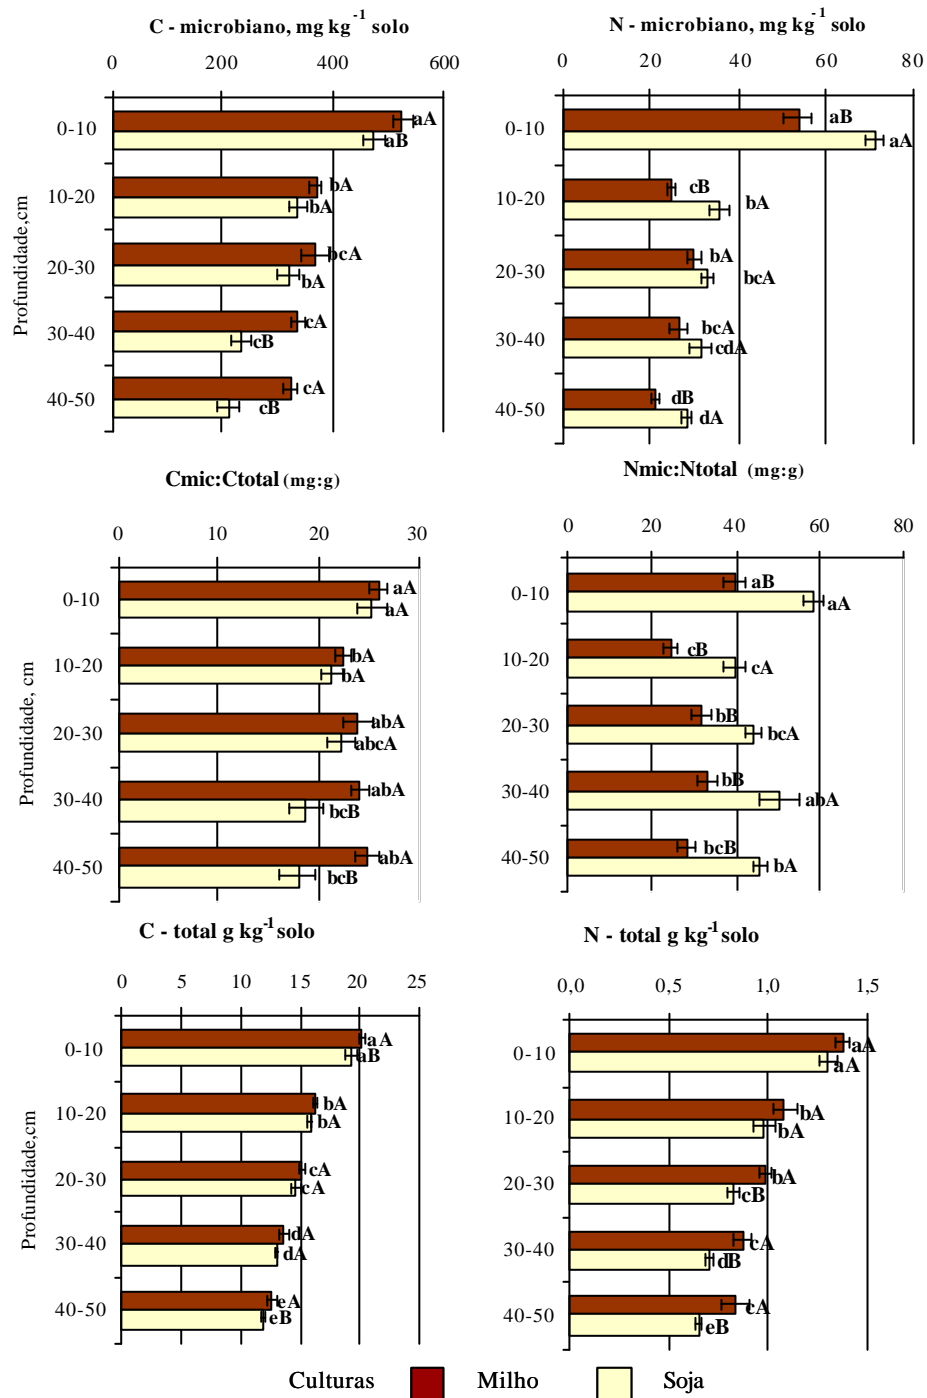 C - microbiano, mg kg-1 solo
0 200 400 600
Profundidade,cm
0-10
aA
aB
10-20
bA
bA
20-30
bcA
bA
30-40
cA
cB
40-50
cA
cB
N - microbiano, mg kg-1 solo
0 20 40 60 80
0-10
aB
aA
10-20
cB
bA
20-30
bA
bcA
30-40
bcA
cdA
40-50
dB
dA
Cmic:Ctotal (mg:g)
0 10 20 30
Profundidade, cm
0-10
aA
aA
10-20
bA
bA
20-30
abA
abcA
30-40
abA
bcB
40-50
abA
bcB
Nmic:Ntotal (mg:g)
0 20 40 60 80
0-10
aB
aA
10-20
cB
cA
20-30
bB
bcA
30-40
bB
abA
40-50
bcB
bA
C - total g kg-1 solo
0 5 10 15 20 25
Profundidade,cm
0-10
aA
aB
10-20
bA
bA
20-30
cA
cA
30-40
dA
dA
40-50
eA
eB
N - total g kg-1 solo
0,0 0,5 1,0 1,5
0-10
aA
aA
10-20
bA
bA
20-30
bA
cB
30-40
cA
dB
40-50
cA
eB
Culturas Milho Soja